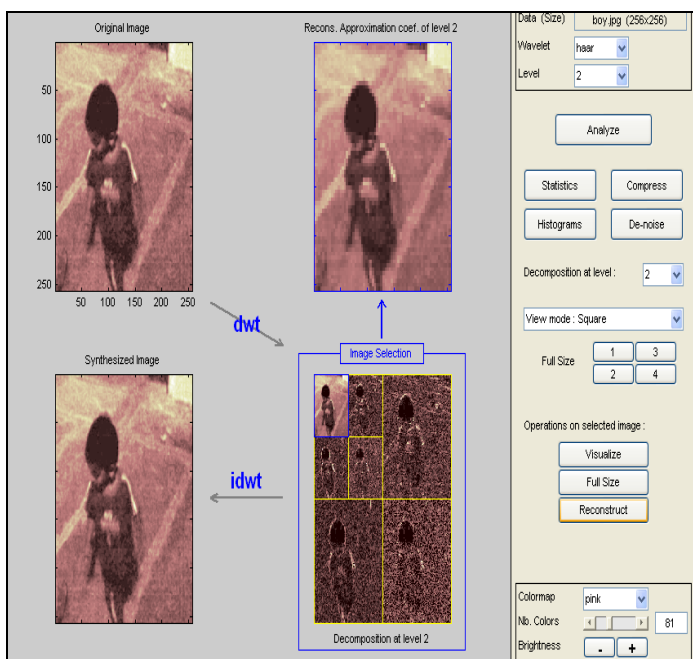 Original Image
50
100
150
200
250
50 100 150 200 250
Recons. Approximation coef. of level 2
dwt
Synthesized Image
idwt
Image Selection
Decomposition at level 2
Data (Size) boy.jpg (256x256)
Wavelet haar
Level 2
Analyze
Statistics Compress
Histograms De-noise
Decomposition at level : 2
View mode : Square
Full Size 1 3
2 4
Operations on selected image :
Visualize
Full Size
Reconstruct
Colormap pink
Nb. Colors 81
Brightness - +